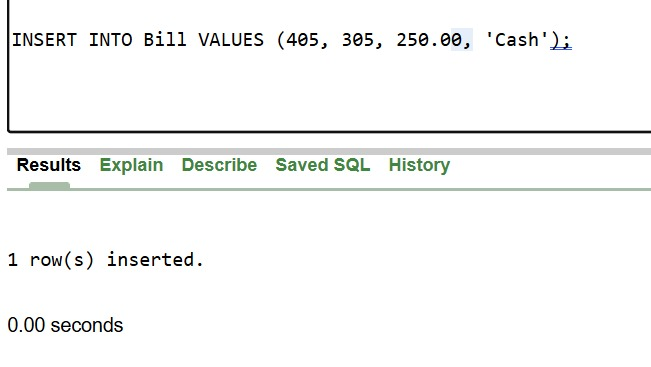 INSERT INTO Bill VALUES (405, 305, 250.00, 'Cash');
Results Explain Describe Saved SQL History
1 row(s) inserted.
0.00 seconds